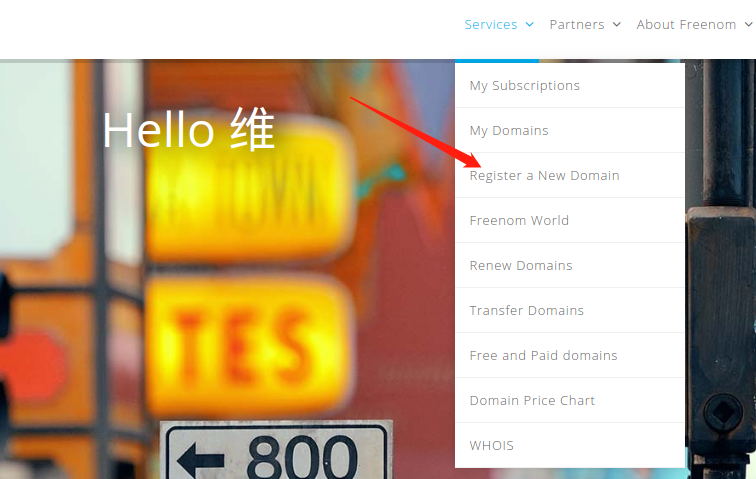 Services
Partners
About Freenom
Hello 维
My Subscriptions
My Domains
Register a New Domain
Freenom World
Renew Domains
Transfer Domains
Free and Paid domains
Domain Price Chart
WHOIS
TOWN
TES
800